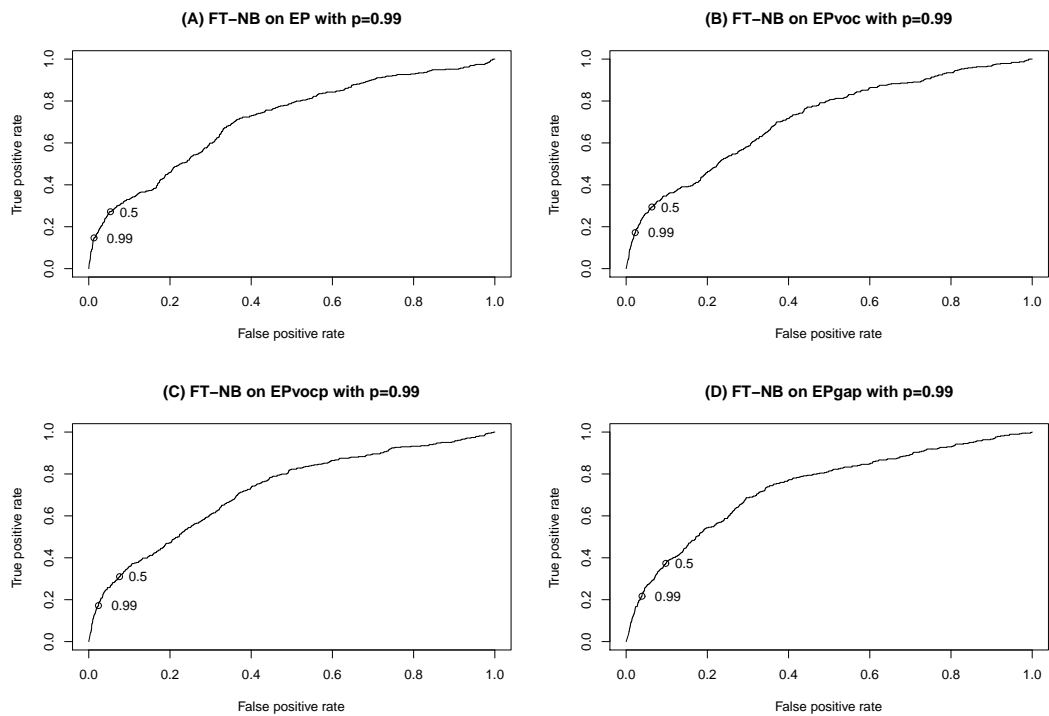 (A) FT−NB on EP with p=0.99
True positive rate
0.0 0.2 0.4 0.6 0.8 1.0
0.5
0.99
0.0 0.2 0.4 0.6 0.8 1.0
False positive rate
(B) FT−NB on EPvoc with p=0.99
True positive rate
0.0 0.2 0.4 0.6 0.8 1.0
0.5
0.99
0.0 0.2 0.4 0.6 0.8 1.0
False positive rate
(C) FT−NB on EPvocp with p=0.99
True positive rate
0.0 0.2 0.4 0.6 0.8 1.0
0.5
0.99
0.0 0.2 0.4 0.6 0.8 1.0
False positive rate
(D) FT−NB on EPgap with p=0.99
True positive rate
0.0 0.2 0.4 0.6 0.8 1.0
0.5
0.99
0.0 0.2 0.4 0.6 0.8 1.0
False positive rate